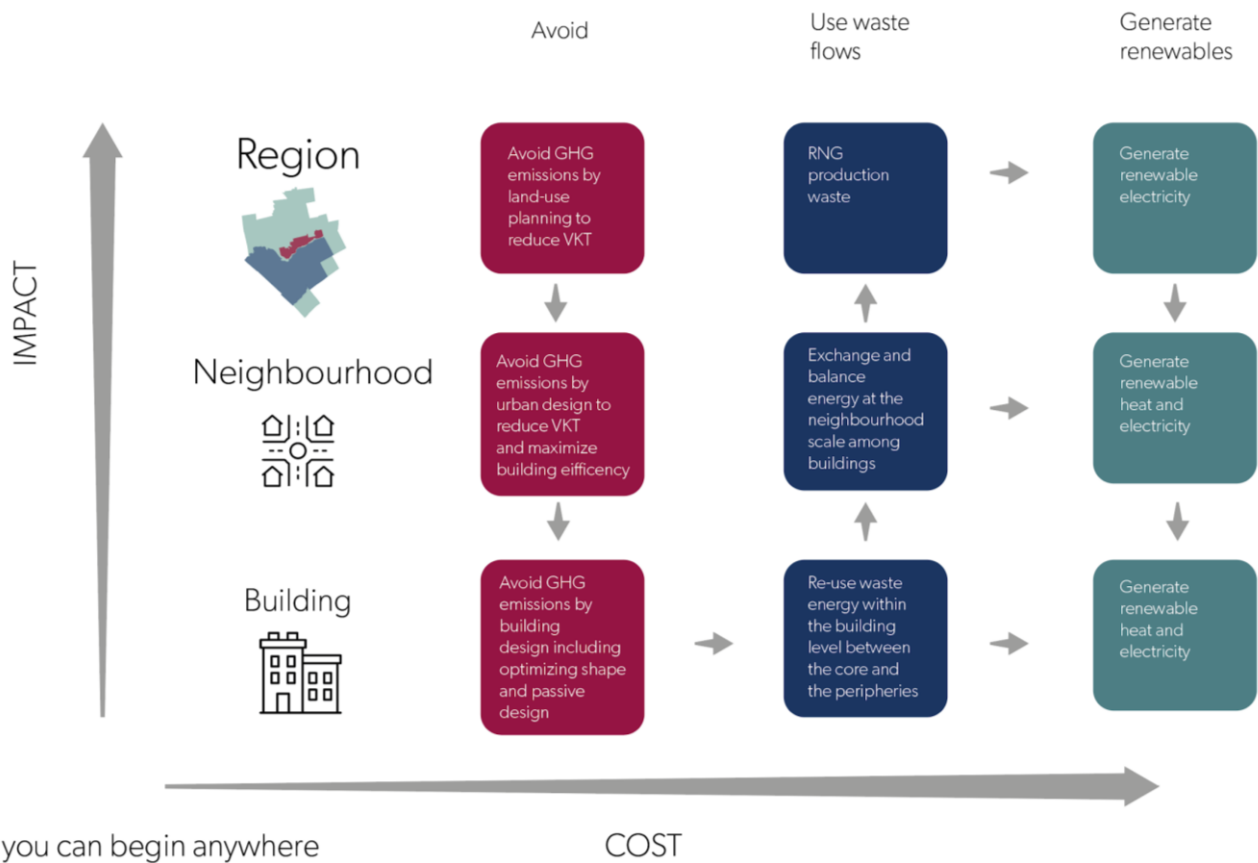 Avoid
Use waste
flows
Generate
renewables
IMPACT
Region
Avoid GHG
emissions by
land-use
planning to
reduce VKT
RNG
production
waste
Generate
renewable
electricity
Neighbourhood
Avoid GHG
emissions by
urban design to
reduce VKT
and maximize
building eifficency
Exchange and
balance
energy at the
neighbourhood
scale among
buildings
Generate
renewable
heat and
electricity
Building
Avoid GHG
emissions by
building
design including
optimizing shape
and passive
design
Re-use waste
energy within
the building
level between
the core and
the peripheries
Generate
renewable
heat and
electricity
you can begin anywhere
COST